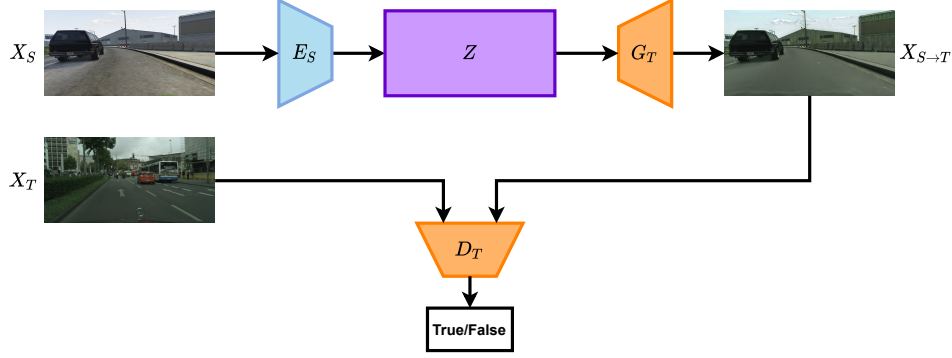 X_S
E_S
Z
G_T
X_{S→T}
X_T
D_T
True/False